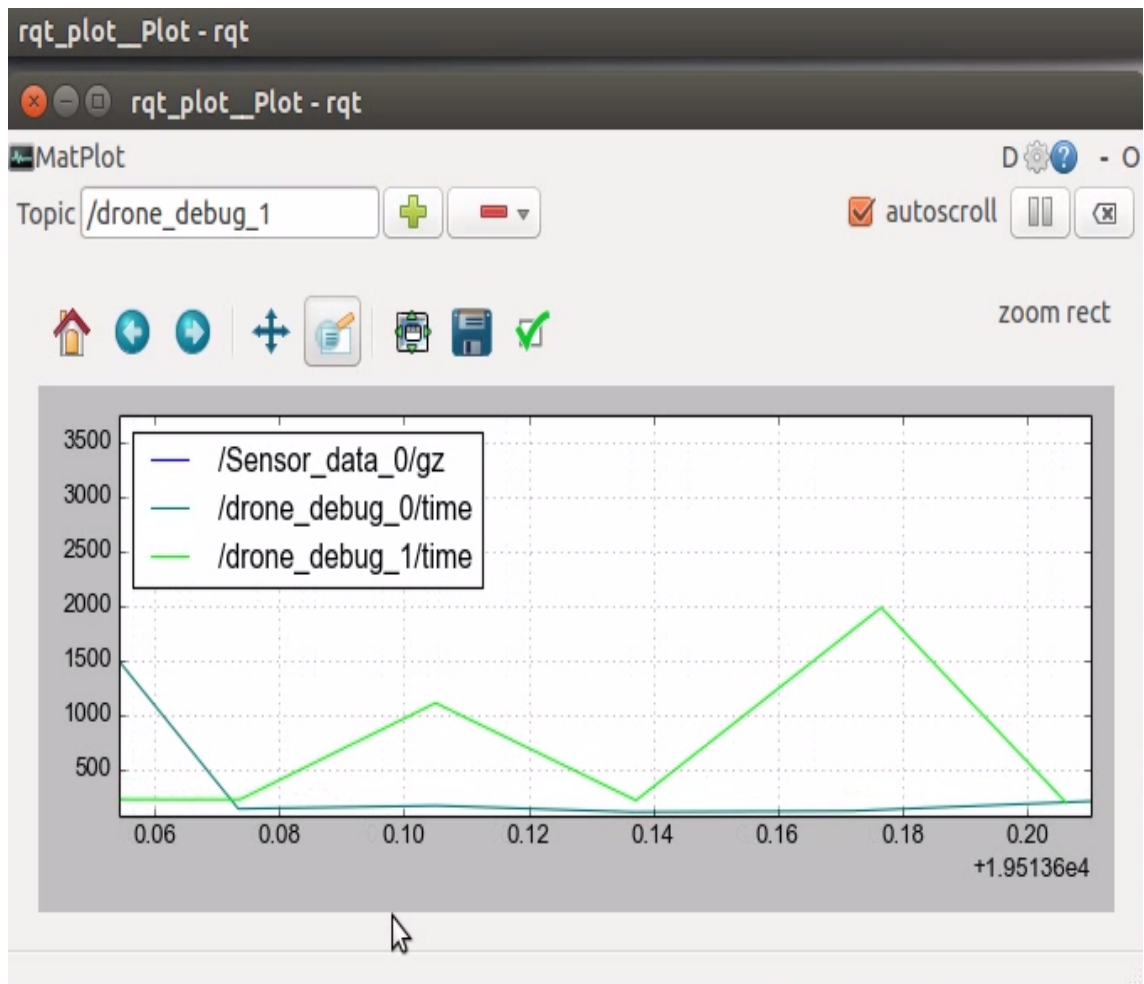 rqt_plot__Plot - rqt
rqt_plot__Plot - rqt
MatPlot
D ? - O
Topic /drone_debug_1
autoscroll
zoom rect
3500
3000
2500
2000
1500
1000
500
/Sensor_data_0/gz
/drone_debug_0/time
/drone_debug_1/time
0.06 0.08 0.10 0.12 0.14 0.16 0.18 0.20
+1.95136e4